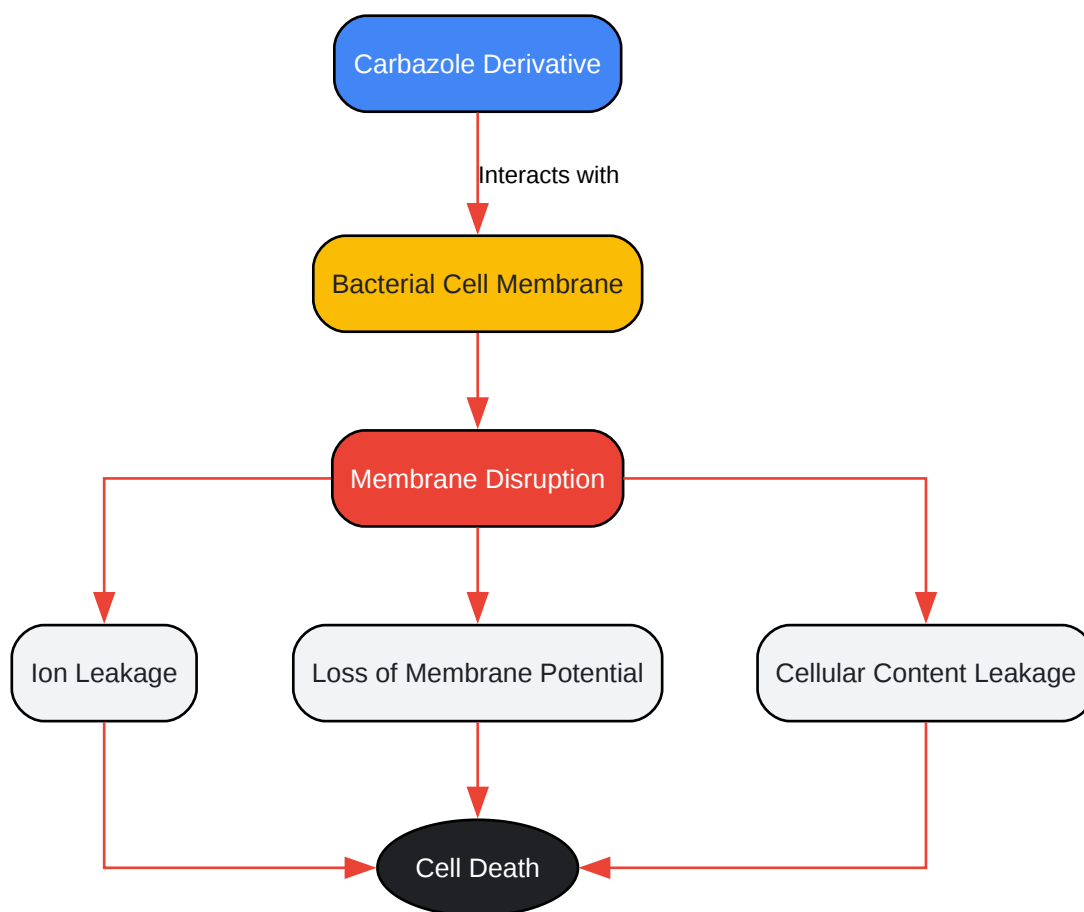 Carbazole Derivative
Interacts with
Bacterial Cell Membrane
Membrane Disruption
Ion Leakage
Loss of Membrane Potential
Cellular Content Leakage
Cell Death